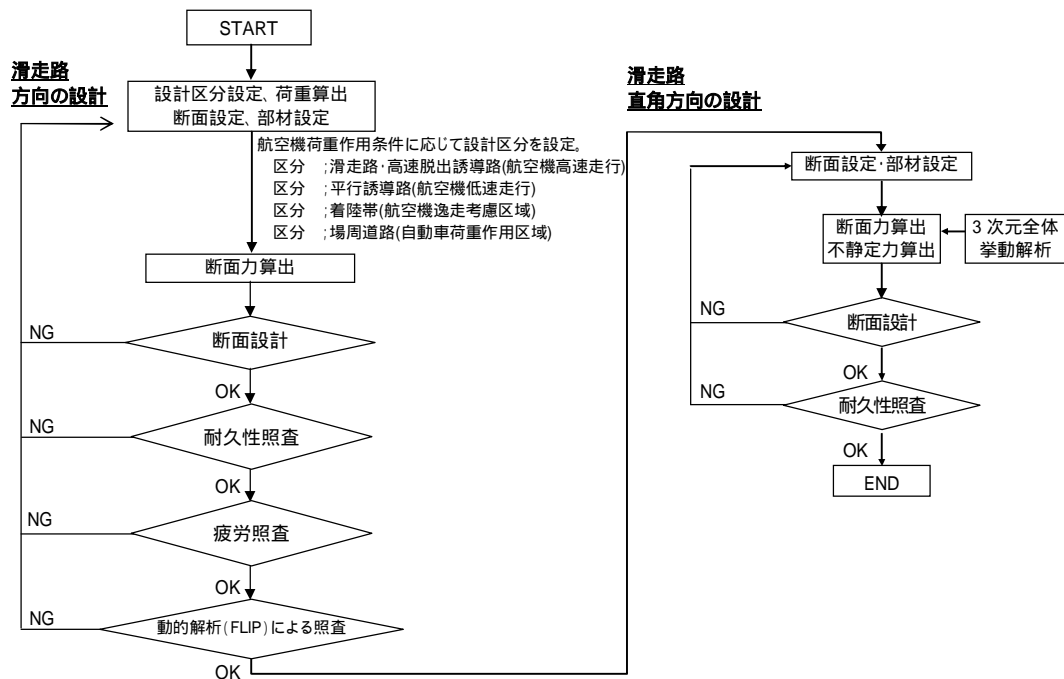 START
滑走路
方向の設計
設計区分設定、荷重算出
断面設定、部材設定
航空機荷重作用条件に応じて設計区分を設定。
区分　;滑走路・高速脱出誘導路(航空機高速走行)
区分　;平行誘導路(航空機低速走行)
区分　;着陸帯(航空機逸走考慮区域)
区分　;場周道路(自動車荷重作用区域)
断面力算出
NG
断面設計
OK
NG
耐久性照査
OK
NG
疲労照査
OK
NG
動的解析(FLIP)による照査
OK
滑走路
直角方向の設計
断面設定・部材設定
断面力算出
不静定力算出
3次元全体
挙動解析
NG
断面設計
OK
NG
耐久性照査
OK
END